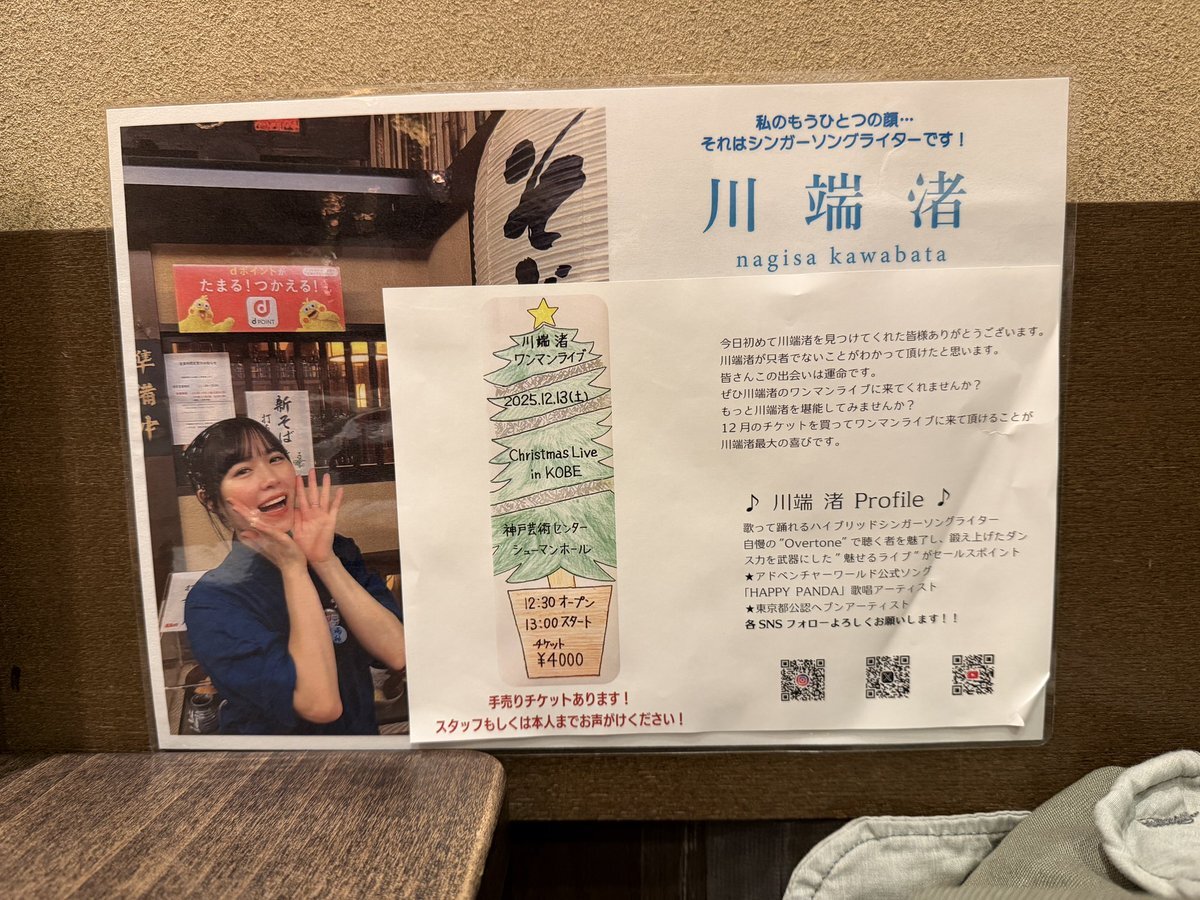 私のもうひとつの顔…
それはシンガーソングライターです！
川端渚
nagisa kawabata
そば
dポイントが
たまる！つかえる！
d POINT
準備中
新そば
川端渚
ワンマンライブ
2025.12.13(土)
Christmas Live
in KOBE
神戸芸術センター
シューマンホール
12:30 オープン
13:00 スタート
チケット
¥4000
手売りチケットあります！
スタッフもしくは本人までお声がけください！
今日初めて川端渚を見つけてくれた皆様ありがとうございます。
川端渚が只者でないことがわかって頂けたと思います。
皆さんこの出会いは運命です。
ぜひ川端渚のワンマンライブに来てくれませんか？
もっと川端渚を堪能してみませんか？
12月のチケットを買ってワンマンライブに来て頂けることが
川端渚最大の喜びです。
♪ 川端 渚 Profile ♪
歌って踊れるハイブリッドシンガーソングライター
自慢の“Overtone”で聴く者を魅了し、鍛え上げたダン
ス力を武器にした“魅せるライブ”がセールスポイント
★アドベンチャーワールド公式ソング
「HAPPY PANDA」歌唱アーティスト
★東京都公認ヘブンアーティスト
各SNSフォローよろしくお願いします！！